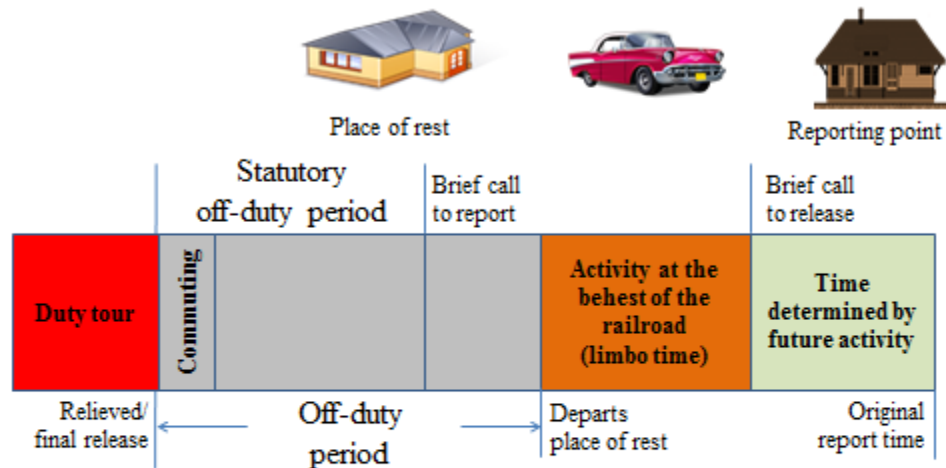 Place of rest
Reporting point
Statutory
off-duty period
Brief call
to report
Brief call
to release
Duty tour
Commuting
Activity at the
behest of the
railroad
(limbo time)
Time
determined by
future activity
Relieved/
final release
Off-duty
period
Departs
place of rest
Original
report time